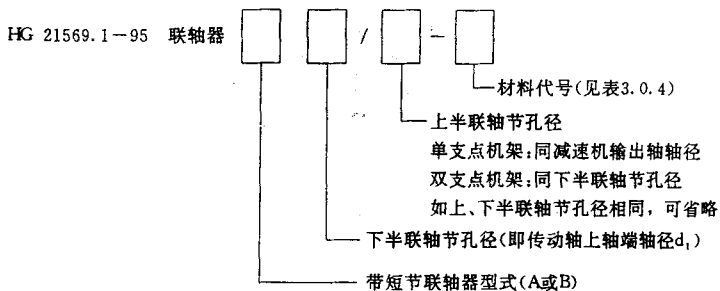 HG 21569.1-95 联轴器 □ □ / □ - □
材料代号(见表3.0.4)
上半联轴节孔径
单支点机架:同减速机输出轴轴径
双支点机架:同下半联轴节孔径
如上、下半联轴节孔径相同,可省略
下半联轴节孔径(即传动轴上轴端轴径d₁)
带短节联轴器型式(A或B)